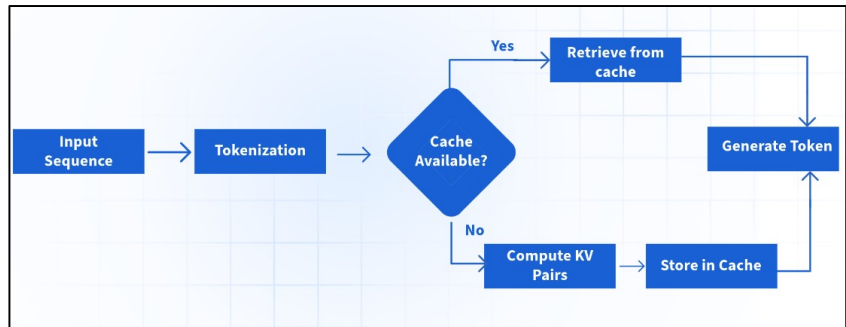 Input
Sequence
Tokenization
Cache
Available?
Yes
Retrieve from
cache
No
Compute KV
Pairs
Store in Cache
Generate Token